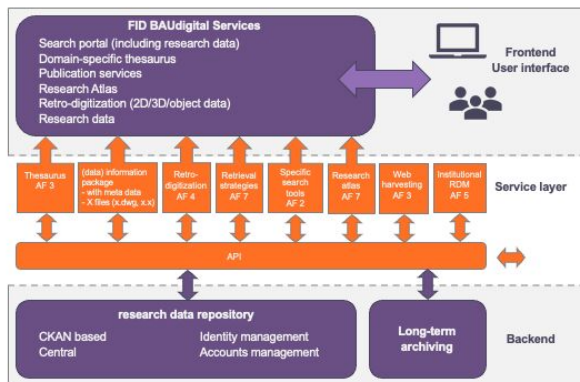 FID BAUdigital Services
Search portal (including research data)
Domain-specific thesaurus
Publication services
Research Atlas
Retro-digitization (2D/3D/object data)
Research data
Frontend
User interface
Thesaurus
AF 3
(data) information
package
- with meta data
- X files (x.dwg, x.x)
Retro-
digitization
AF 4
Retrieval
strategies
AF 7
Specific
search
tools
AF 2
Research
atlas
AF 7
Web
harvesting
AF 3
Institutional
RDM
AF 5
Service layer
API
research data repository
CKAN based
Identity management
Central
Accounts management
Long-term
archiving
Backend